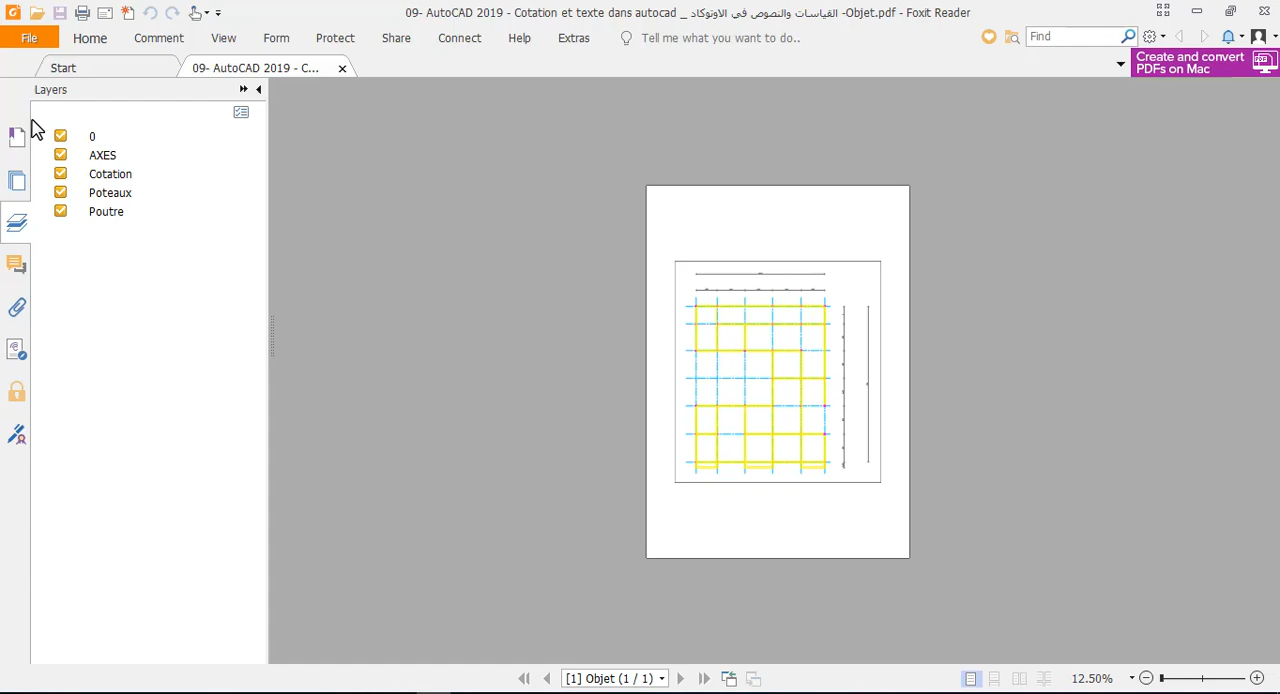 09- AutoCAD 2019 - Cotation et texte dans autocad _ القياسات والنصوص في الاوتوكاد -Objet.pdf - Foxit Reader
File Home Comment View Form Protect Share Connect Help Extras Tell me what you want to do.. Find
Start 09- AutoCAD 2019 - C...
Create and convert
PDFs on Mac
Layers
0
AXES
Cotation
Poteaux
Poutre
[1] Objet (1 / 1) 12.50%